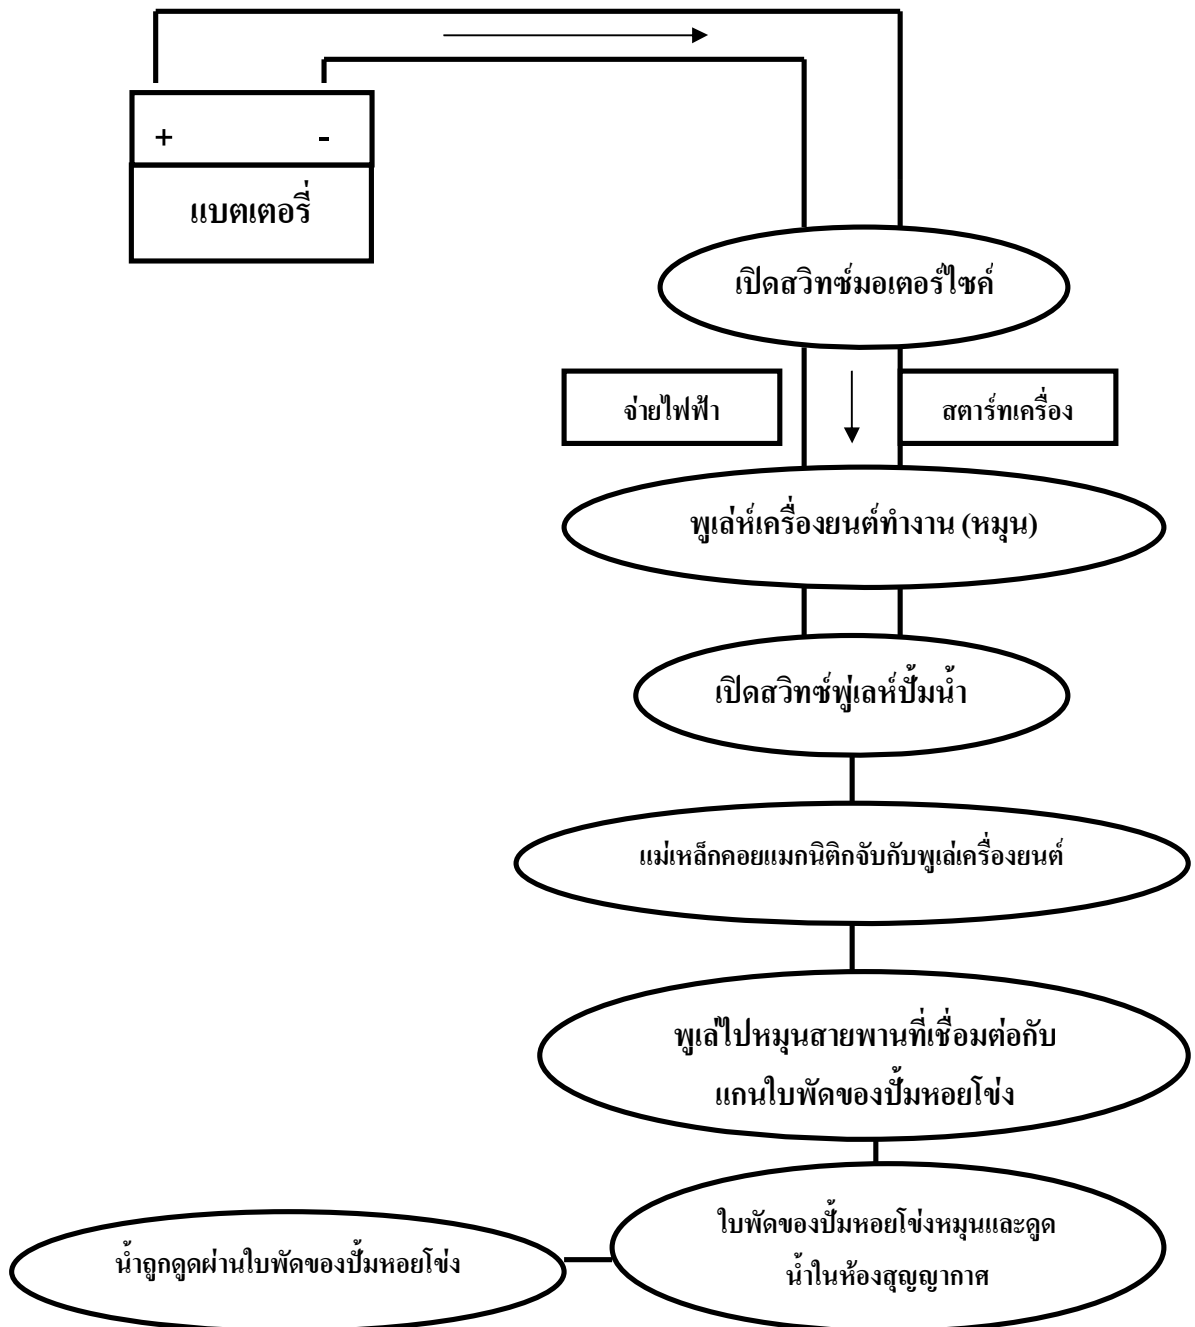 + -
แบตเตอรี่
เปิดสวิทซ์มอเตอร์ไซค์
จ่ายไฟฟ้า
สตาร์ทเครื่อง
พูเล่ห์เครื่องยนต์ทำงาน (หมุน)
เปิดสวิทซ์พู่เลห์ปั้มน้ำ
แม่เหล็กคอยแมกนิติกจับกับพูเล่เครื่องยนต์
พูเล่ไปหมุนสายพานที่เชื่อมต่อกับ
แกนใบพัดของปั้มหอยโข่ง
ใบพัดของปั้มหอยโข่งหมุนและดูด
น้ำในห้องสุญญากาศ
น้ำถูกดูดผ่านใบพัดของปั้มหอยโข่ง